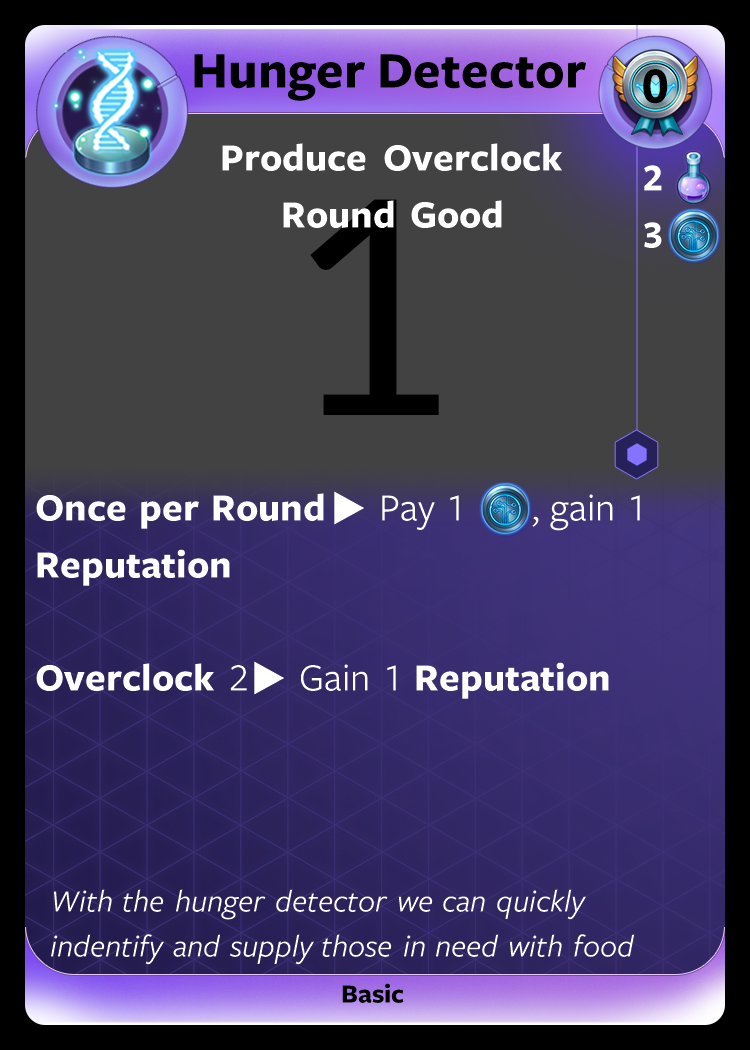 Hunger Detector
0
Produce Overclock
Round Good
2
3
1
Once per Round▶ Pay 1 , gain 1
Reputation
Overclock 2▶ Gain 1 Reputation
With the hunger detector we can quickly
indentify and supply those in need with food
Basic